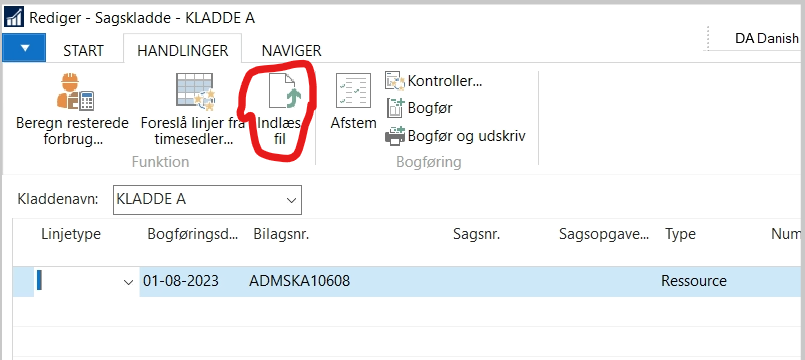 Rediger - Sagskladde - KLADDE A
START HANDLINGER NAVIGER DA Danish
Beregn resterede
forbrug...
Foreslå linjer fra
timesedler...
Indlæs
fil
Funktion
Afstem
Kontroller...
Bogfør
Bogfør og udskriv
Bogføring
Kladdenavn: KLADDE A
Linjetype Bogføringsd... Bilagsnr. Sagsnr. Sagsopgave... Type Num
01-08-2023 ADMSKA10608 Ressource